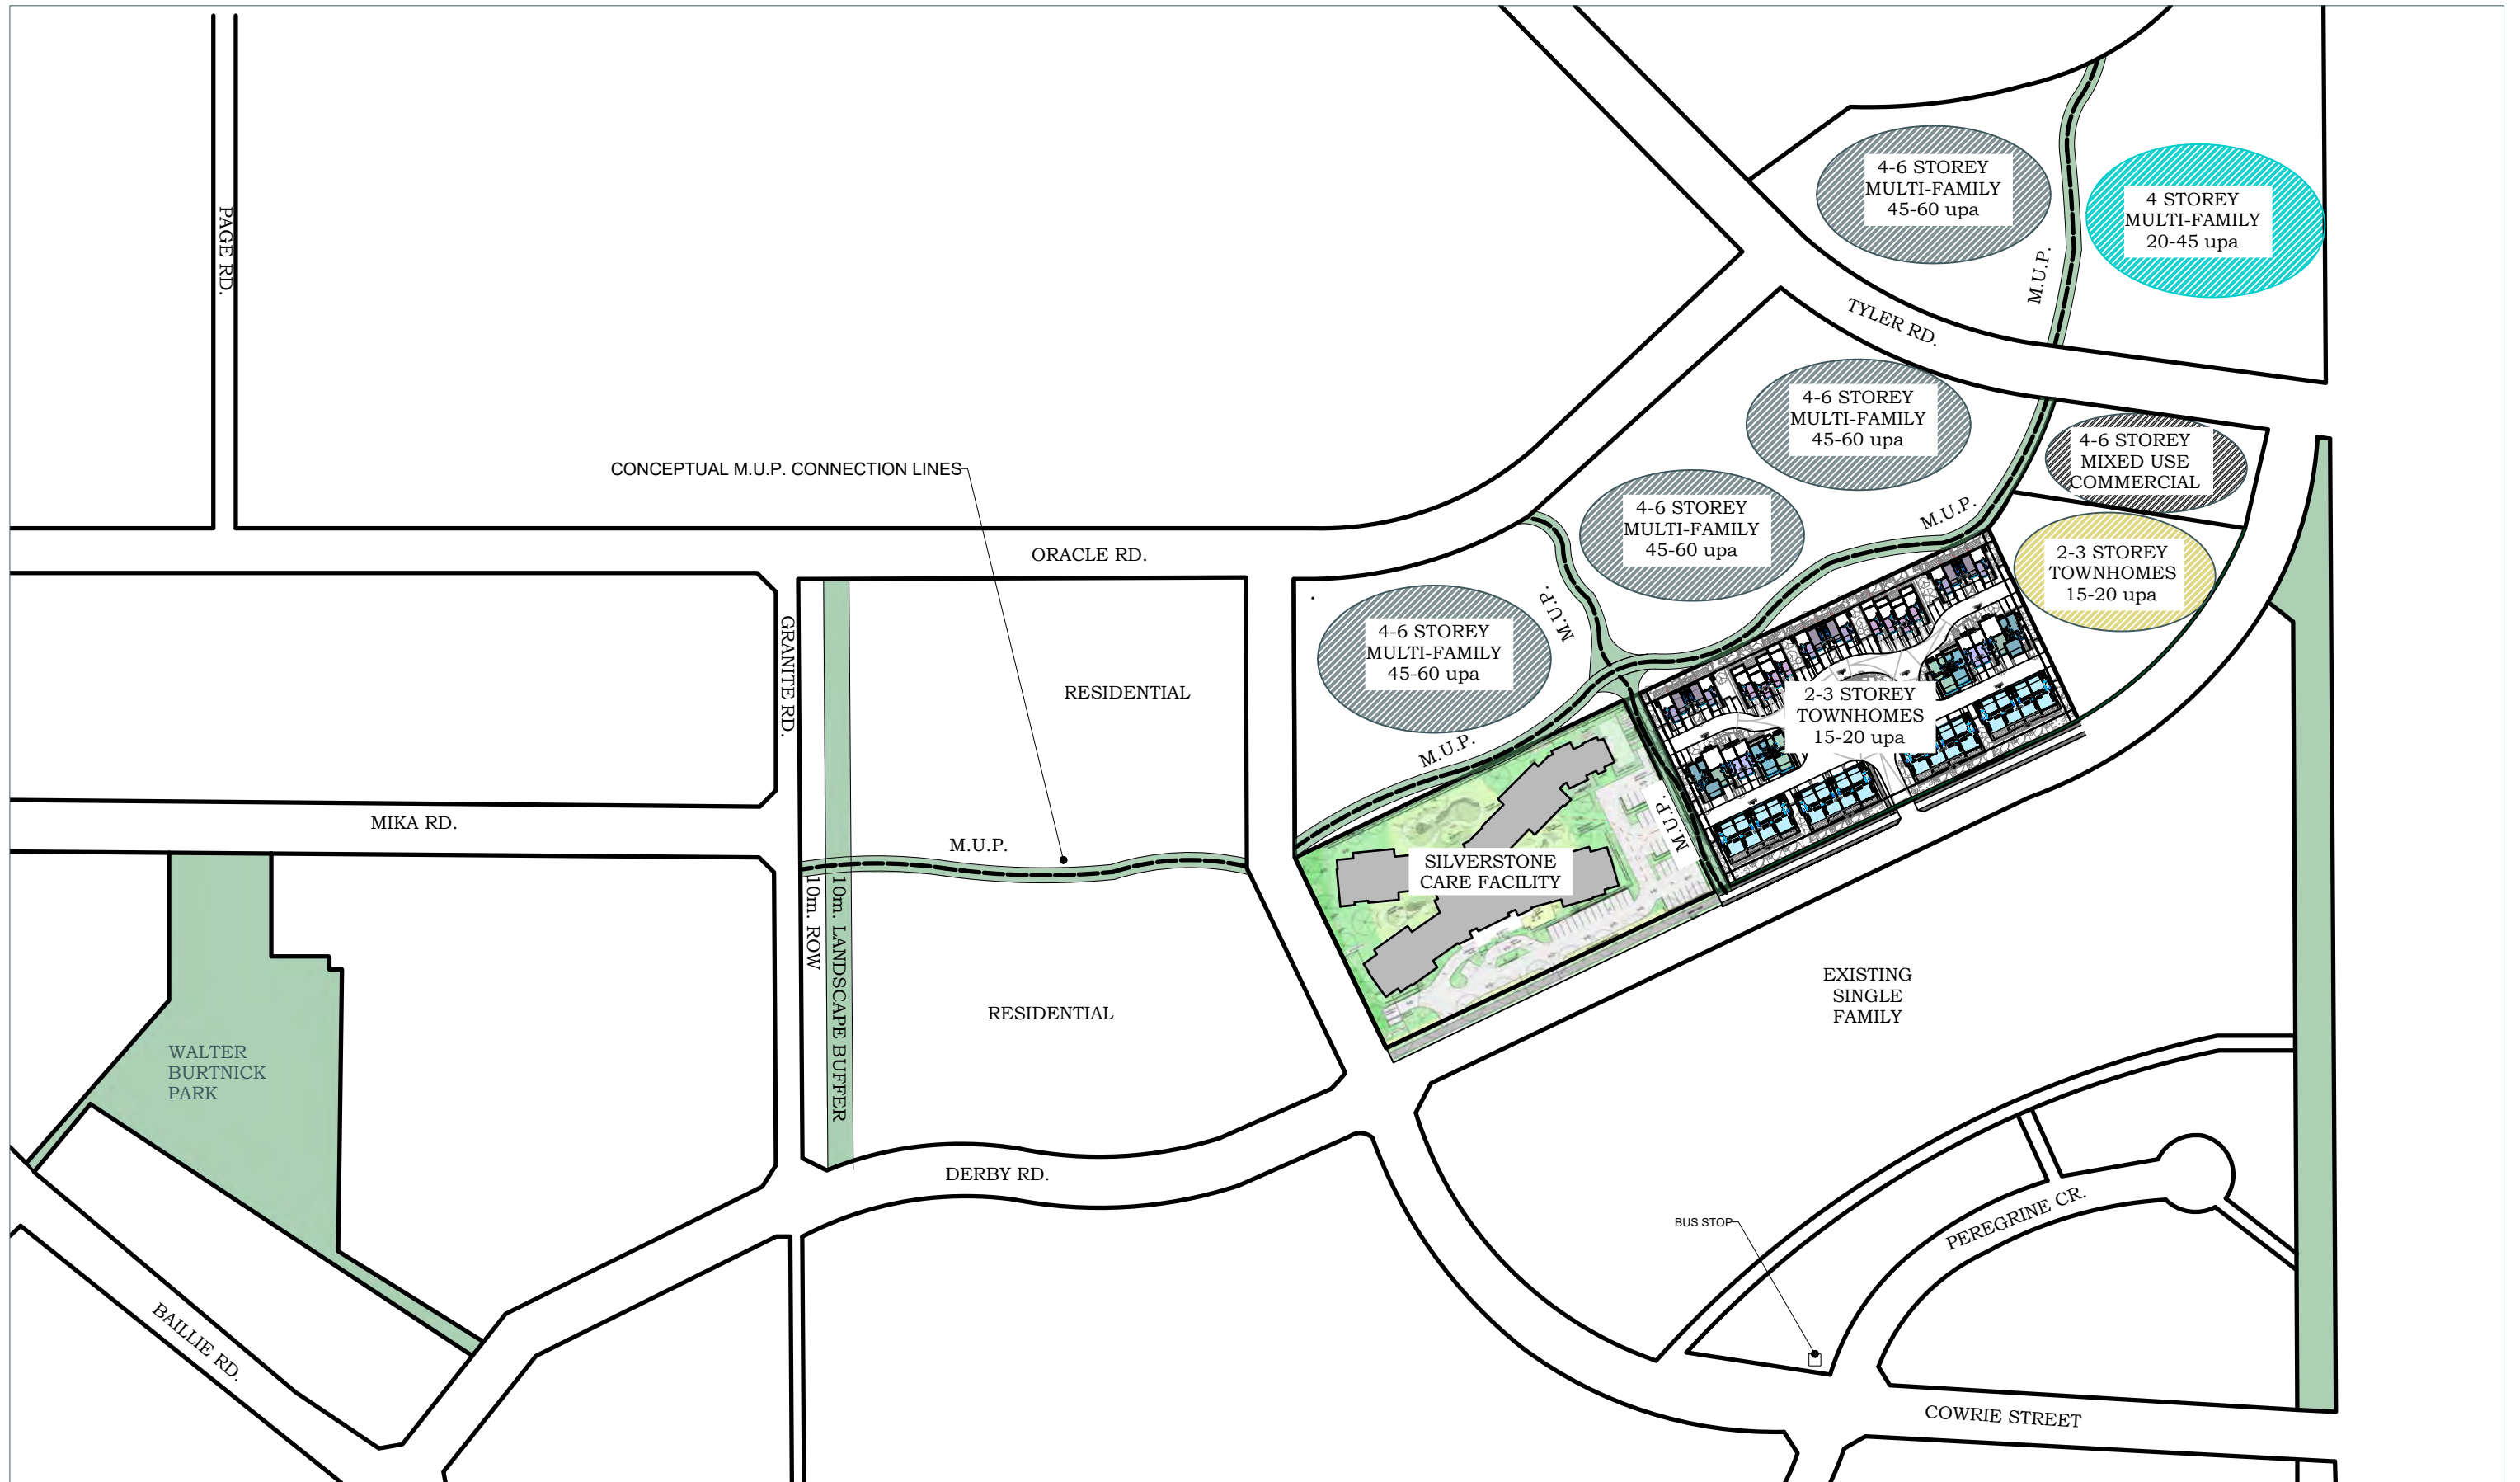 4-6 STOREY
MULTI-FAMILY
45-60 upa
4 STOREY
MULTI-FAMILY
20-45 upa
PAGE RD.
M.U.P.
TYLER RD.
4-6 STOREY
MULTI-FAMILY
45-60 upa
4-6 STOREY
MIXED USE
COMMERCIAL
CONCEPTUAL M.U.P. CONNECTION LINES
4-6 STOREY
MULTI-FAMILY
45-60 upa
M.U.P.
ORACLE RD.
2-3 STOREY
TOWNHOMES
15-20 upa
M.U.P.
4-6 STOREY
MULTI-FAMILY
45-60 upa
GRANITE RD.
RESIDENTIAL
2-3 STOREY
TOWNHOMES
15-20 upa
M.U.P.
MIKA RD.
M.U.P.
M.U.P.
SILVERSTONE
CARE FACILITY
10m. ROW
10m. LANDSCAPE BUFFER
RESIDENTIAL
EXISTING
SINGLE
FAMILY
WALTER
BURTNICK
PARK
DERBY RD.
BUS STOP
PEREGRINE CR.
BAILLIE RD.
COWRIE STREET